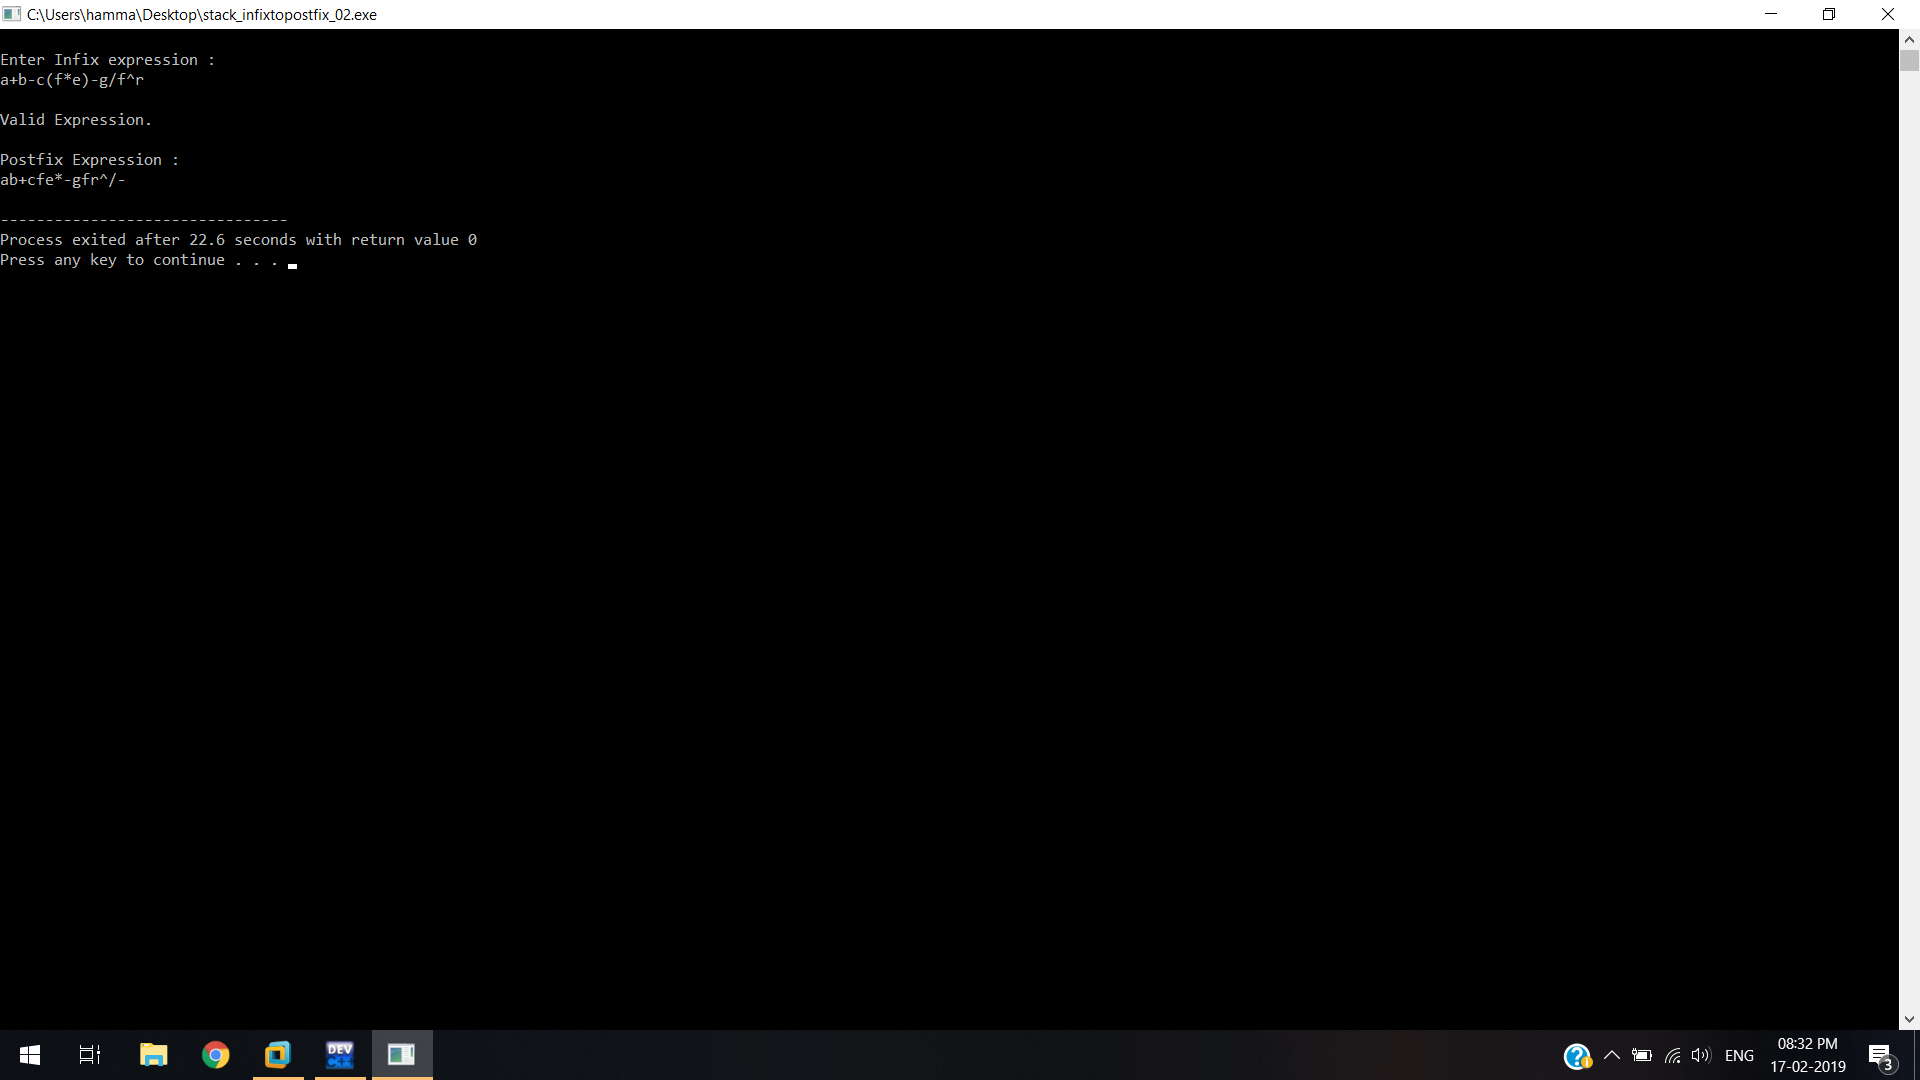 C:\Users\hamma\Desktop\stack_infixtopostfix_02.exe
Enter Infix expression :
a+b-c(f*e)-g/f^r
Valid Expression.
Postfix Expression :
ab+cfe*-gfr^/-
--------------------------------
Process exited after 22.6 seconds with return value 0
Press any key to continue . . .
DEV
C++
ENG
08:32 PM
17-02-2019
3